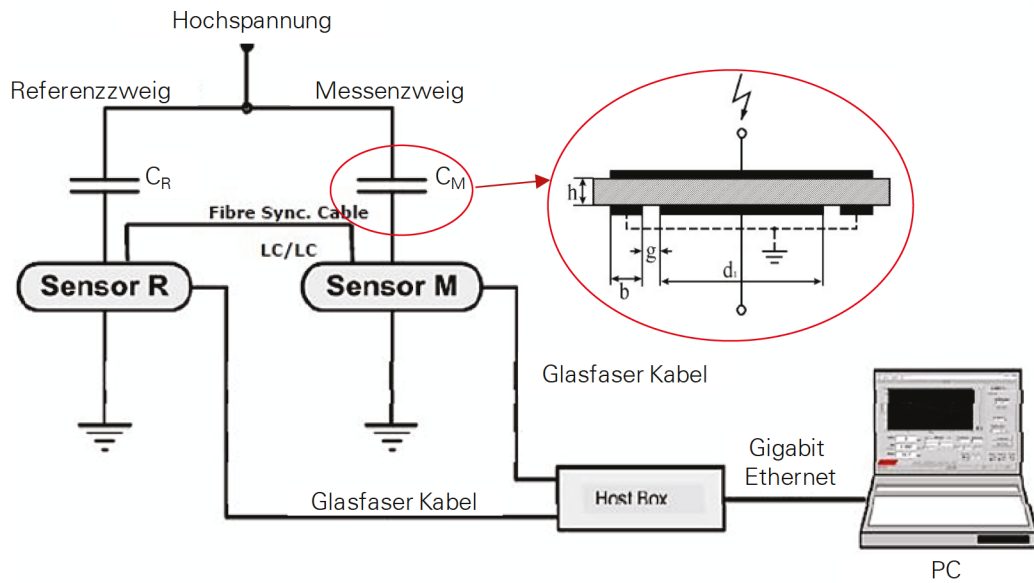 Hochspannung
Referenzzweig
Messenzweig
C_R
C_M
Fibre Sync. Cable
LC/LC
Sensor R
Sensor M
h
g
b
d₁
Glasfaser Kabel
Glasfaser Kabel
Host Box
Gigabit
Ethernet
PC